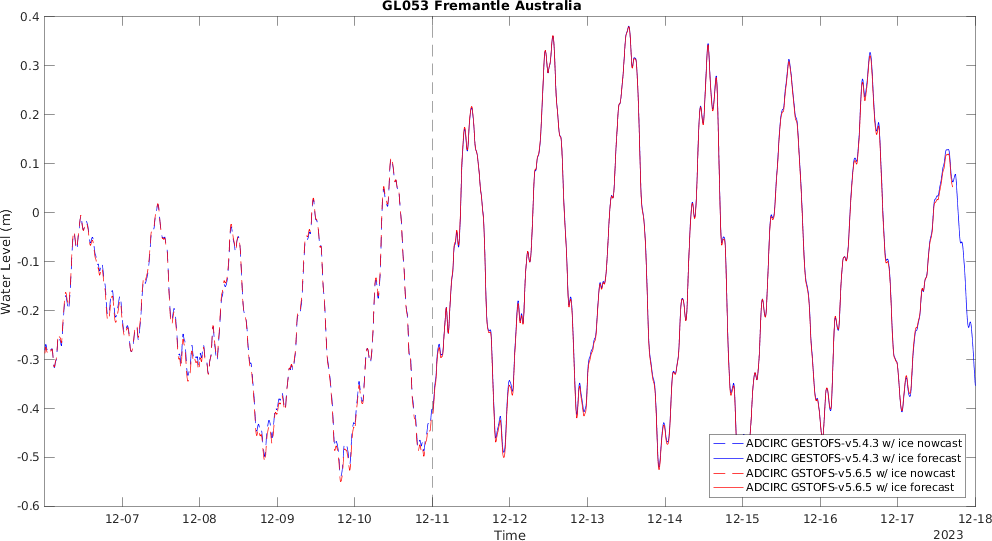 GL053 Fremantle Australia
0.4
0.3
0.2
0.1
0
-0.1
-0.2
-0.3
-0.4
-0.5
-0.6
Water Level (m)
ADCIRC GESTOFS-v5.4.3 w/ ice nowcast
ADCIRC GESTOFS-v5.4.3 w/ ice forecast
ADCIRC GSTOFS-v5.6.5 w/ ice nowcast
ADCIRC GSTOFS-v5.6.5 w/ ice forecast
12-07 12-08 12-09 12-10 12-11 12-12 12-13 12-14 12-15 12-16 12-17 12-18
Time
2023